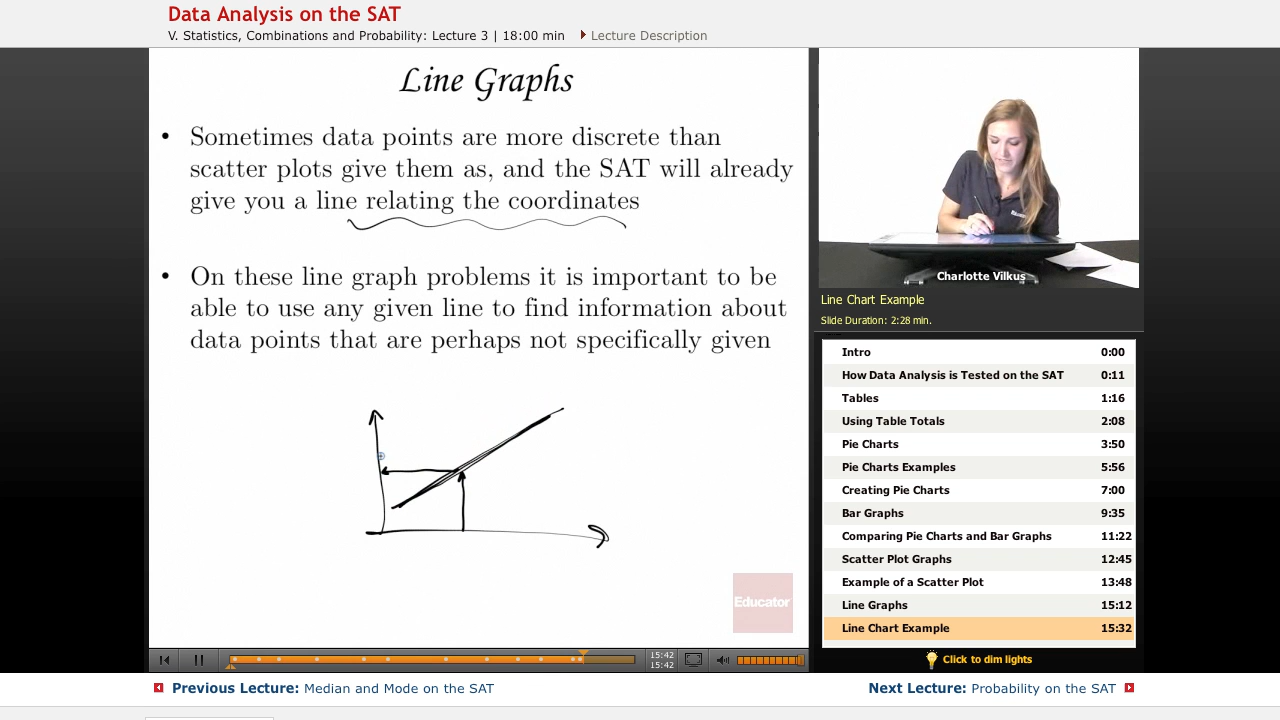 Data Analysis on the SAT
V. Statistics, Combinations and Probability: Lecture 3 | 18:00 min Lecture Description
Line Graphs
• Sometimes data points are more discrete than
scatter plots give them as, and the SAT will already
give you a line relating the coordinates
• On these line graph problems it is important to be
able to use any given line to find information about
data points that are perhaps not specifically given
Educator
15:42
15:42
Charlotte Vilkus
Line Chart Example
Slide Duration: 2:28 min.
Intro 0:00
How Data Analysis is Tested on the SAT 0:11
Tables 1:16
Using Table Totals 2:08
Pie Charts 3:50
Pie Charts Examples 5:56
Creating Pie Charts 7:00
Bar Graphs 9:35
Comparing Pie Charts and Bar Graphs 11:22
Scatter Plot Graphs 12:45
Example of a Scatter Plot 13:48
Line Graphs 15:12
Line Chart Example 15:32
Click to dim lights
Previous Lecture: Median and Mode on the SAT
Next Lecture: Probability on the SAT